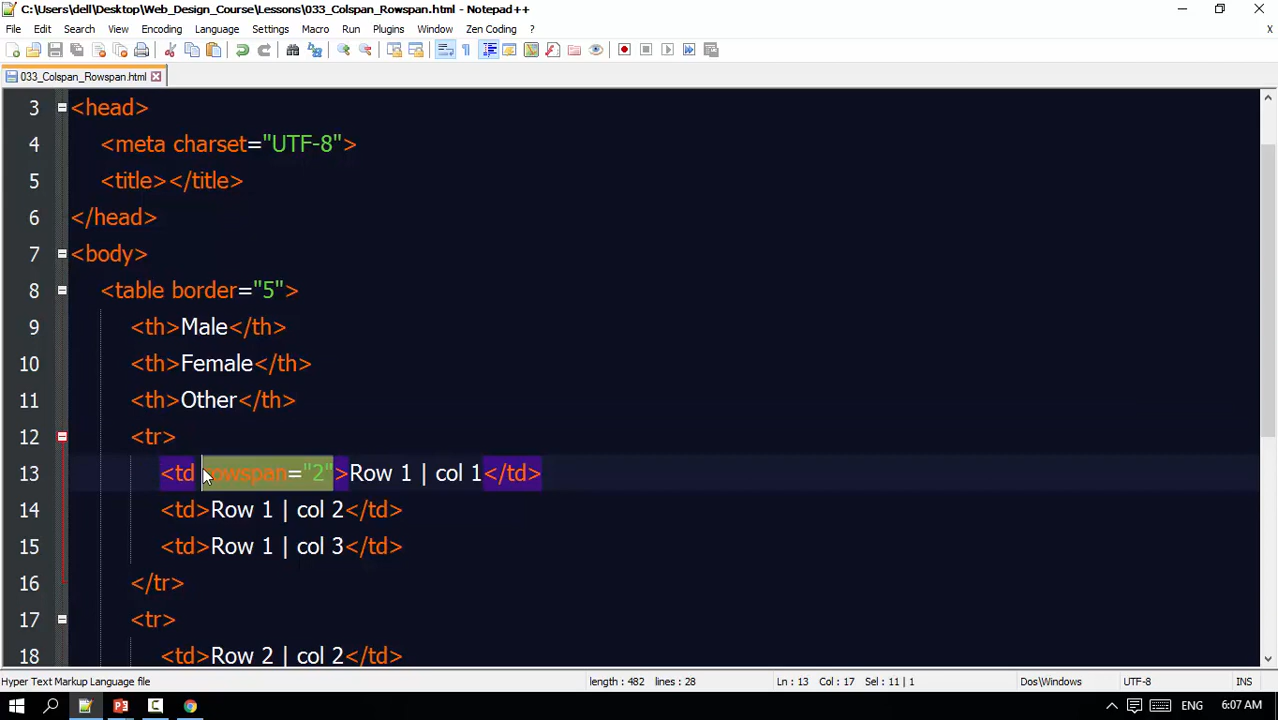 C:\Users\dell\Desktop\Web_Design_Course\Lessons\033_Colspan_Rowspan.html - Notepad++
File Edit Search View Encoding Language Settings Macro Run Plugins Window ? Zen Coding X
033_Colspan_Rowspan.html
3 <head>
4 <meta charset="UTF-8">
5 <title></title>
6 </head>
7 <body>
8 <table border="5">
9 <th>Male</th>
10 <th>Female</th>
11 <th>Other</th>
12 <tr>
13 <td rowspan="2">Row 1 | col 1</td>
14 <td>Row 1 | col 2</td>
15 <td>Row 1 | col 3</td>
16 </tr>
17 <tr>
18 <td>Row 2 | col 2</td>
Hyper Text Markup Language file length : 482 lines : 28 Ln : 13 Col : 17 Sel : 11 | 1 Dos\Windows UTF-8 INS
ENG 6:07 AM